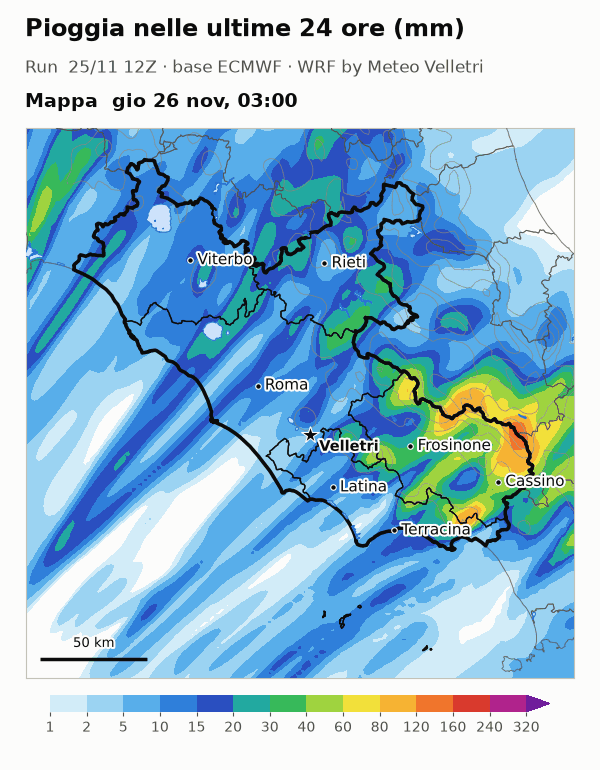 Pioggia nelle ultime 24 ore (mm)
Run  25/11 12Z · base ECMWF · WRF by Meteo Velletri
Mappa  gio 26 nov, 03:00
Viterbo
Rieti
Roma
Velletri
Frosinone
Latina
Cassino
Terracina
50 km
1 2 5 10 15 20 30 40 60 80 120 160 240 320